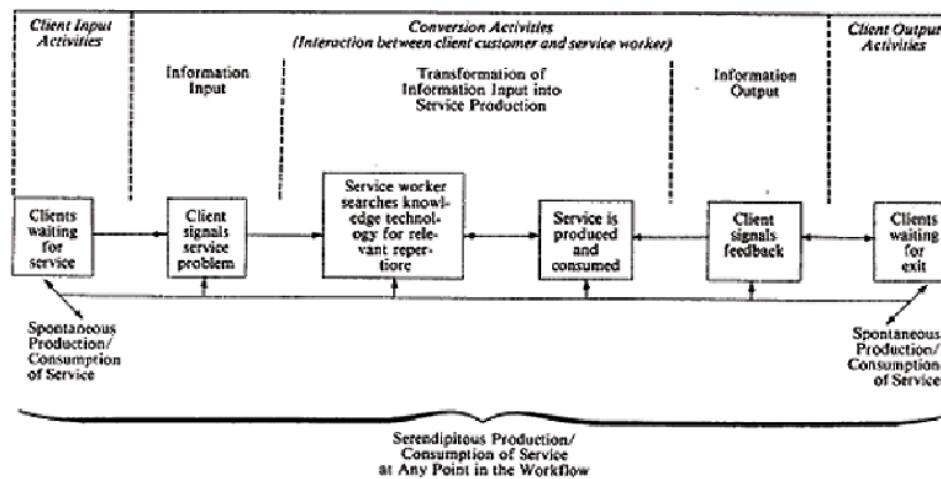 Client Input
Activities
Conversion Activities
(Interaction between client customer and service worker)
Client Output
Activities
Information
Input
Transformation of
Information Input into
Service Production
Information
Output
Clients
waiting
for
service
Client
signals
service
problem
Service worker
searches knowl-
edge technol-
ogy for rele-
vant reper-
tiore
Service is
produced
and
consumed
Client
signals
feedback
Clients
waiting
for
exit
Spontaneous
Production/
Consumption
of Service
Spontaneous
Production/
Consumption
of Service
Serendipitous Production/
Consumption of Service
at Any Point in the Workflow